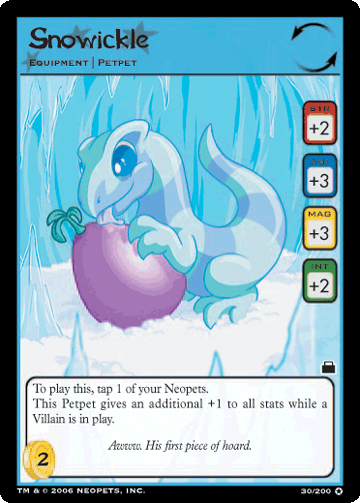 Snowickle
EQUIPMENT | PETPET
STR
+2
+3
MAG
+3
INT
+2
To play this, tap 1 of your Neopets.
This Petpet gives an additional +1 to all stats while a
Villain is in play.
Awww. His first piece of hoard.
2
TM & © 2006 NEOPETS, INC.
30/200